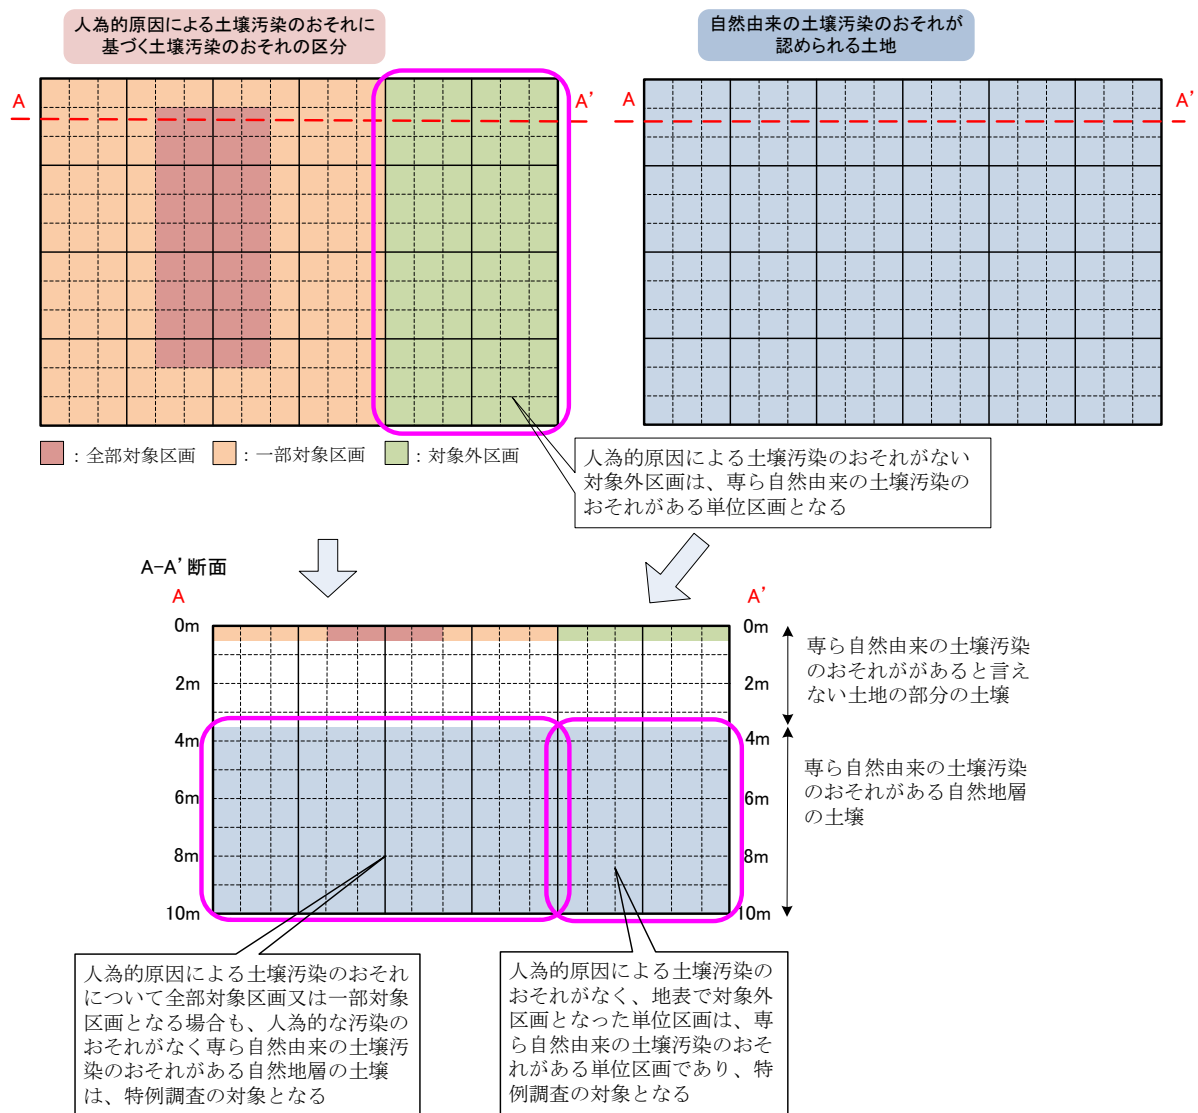 人為的原因による土壌汚染のおそれに
基づく土壌汚染のおそれの区分
自然由来の土壌汚染のおそれが
認められる土地
A
A'
A
A'
：全部対象区画
：一部対象区画
：対象外区画
人為的原因による土壌汚染のおそれがない
対象外区画は、専ら自然由来の土壌汚染の
おそれがある単位区画となる
A-A'断面
A
A'
0m
2m
4m
6m
8m
10m
0m
2m
4m
6m
8m
10m
専ら自然由来の土壌汚染
のおそれががあると言え
ない土地の部分の土壌
専ら自然由来の土壌汚染
のおそれがある自然地層
の土壌
人為的原因による土壌汚染のおそれ
について全部対象区画又は一部対象
区画となる場合も、人為的な汚染の
おそれがなく専ら自然由来の土壌汚
染のおそれがある自然地層の土壌
は、特例調査の対象となる
人為的原因による土壌汚染の
おそれがなく、地表で対象外
区画となった単位区画は、専
ら自然由来の土壌汚染のおそ
れがある単位区画であり、特
例調査の対象となる